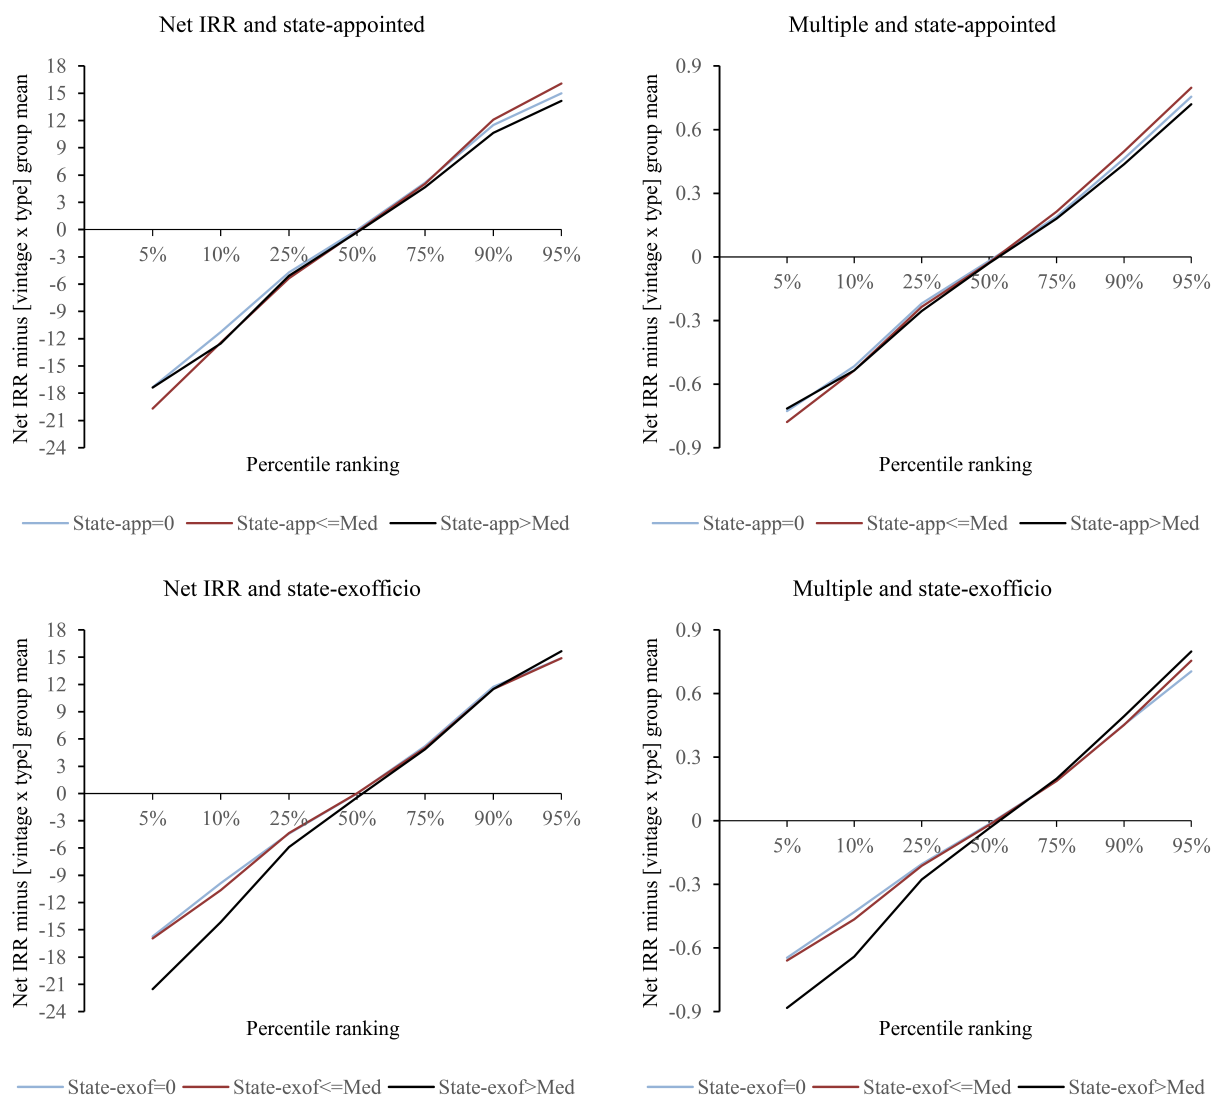 Net IRR and state-appointed
Net IRR minus [vintage x type] group mean
18
15
12
9
6
3
0
-3
-6
-9
-12
-15
-18
-21
-24
5% 10% 25% 50% 75% 90% 95%
Percentile ranking
State-app=0 State-app<=Med State-app>Med
Multiple and state-appointed
Net IRR minus [vintage x type] group mean
0.9
0.6
0.3
0
-0.3
-0.6
-0.9
5% 10% 25% 50% 75% 90% 95%
Percentile ranking
State-app=0 State-app<=Med State-app>Med
Net IRR and state-exofficio
Net IRR minus [vintage x type] group mean
18
15
12
9
6
3
0
-3
-6
-9
-12
-15
-18
-21
-24
5% 10% 25% 50% 75% 90% 95%
Percentile ranking
State-exof=0 State-exof<=Med State-exof>Med
Multiple and state-exofficio
Net IRR minus [vintage x type] group mean
0.9
0.6
0.3
0
-0.3
-0.6
-0.9
5% 10% 25% 50% 75% 90% 95%
Percentile ranking
State-exof=0 State-exof<=Med State-exof>Med